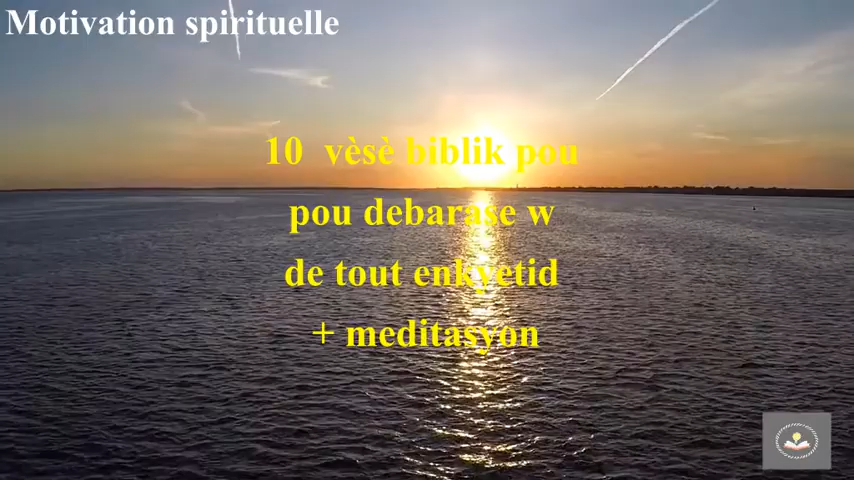 Motivation spirituelle
10 vèsè biblik pou
pou debarase w
de tout enkyetid
+ meditasyon